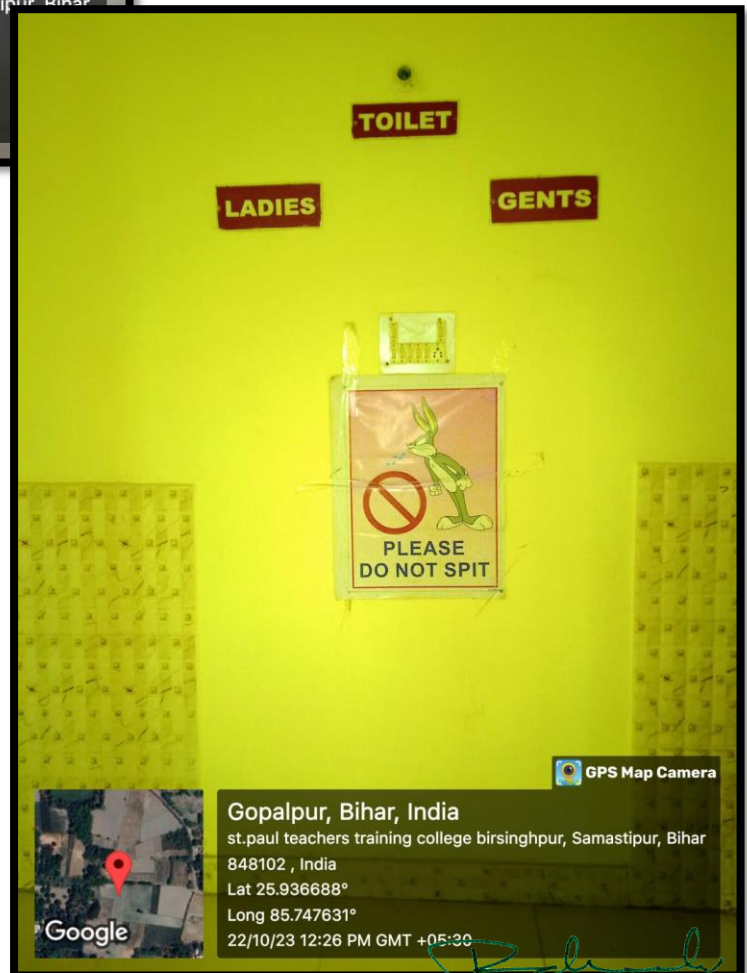 ipur, Bihar
TOILET
LADIES
GENTS
PLEASE
DO NOT SPIT
GPS Map Camera
Gopalpur, Bihar, India
st.paul teachers training college birsinghpur, Samastipur, Bihar
848102 , India
Lat 25.936688°
Long 85.747631°
22/10/23 12:26 PM GMT +05:30
Google